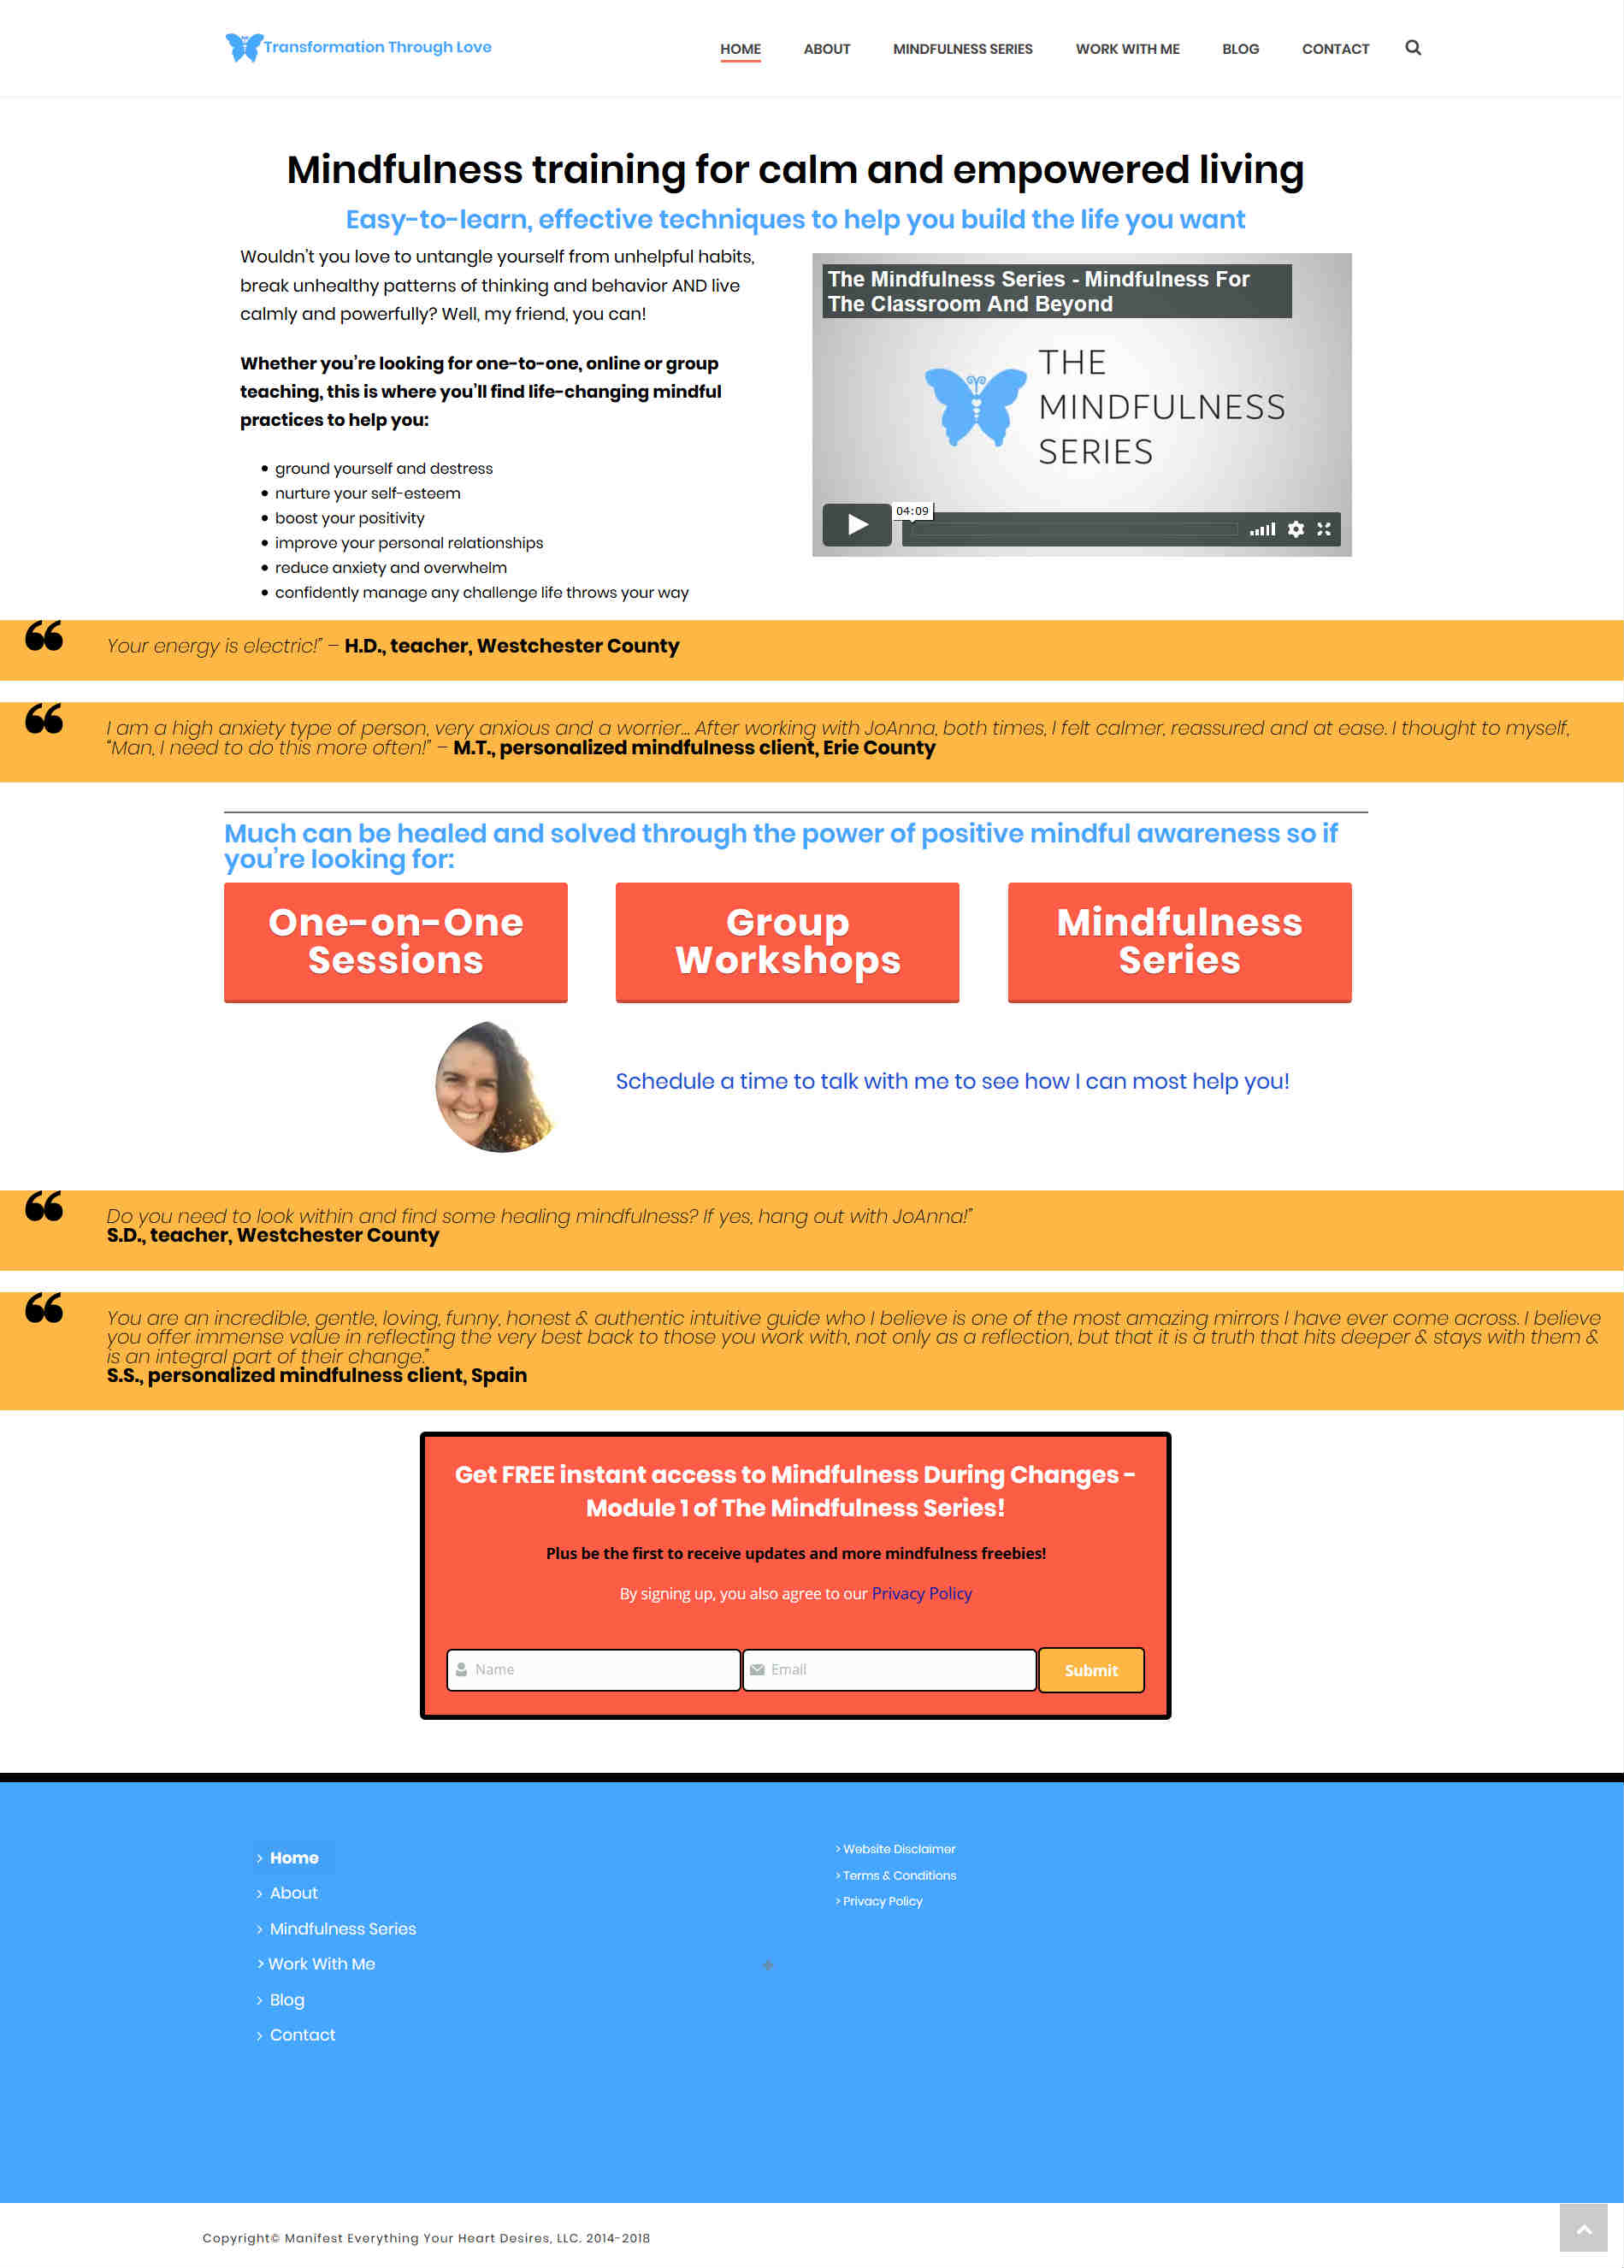 Transformation Through Love
HOME ABOUT MINDFULNESS SERIES WORK WITH ME BLOG CONTACT
Mindfulness training for calm and empowered living
Easy-to-learn, effective techniques to help you build the life you want
Wouldn't you love to untangle yourself from unhelpful habits,
break unhealthy patterns of thinking and behavior AND live
calmly and powerfully? Well, my friend, you can!
Whether you're looking for one-to-one, online or group
teaching, this is where you'll find life-changing mindful
practices to help you:
• ground yourself and destress
• nurture your self-esteem
• boost your positivity
• improve your personal relationships
• reduce anxiety and overwhelm
• confidently manage any challenge life throws your way
The Mindfulness Series - Mindfulness For
The Classroom And Beyond
THE
MINDFULNESS
SERIES
04:09
Your energy is electric!" – H.D., teacher, Westchester County
I am a high anxiety type of person, very anxious and a worrier... After working with JoAnna, both times, I felt calmer, reassured and at ease. I thought to myself,
"Man, I need to do this more often!" – M.T., personalized mindfulness client, Erie County
Much can be healed and solved through the power of positive mindful awareness so if
you're looking for:
One-on-One
Sessions
Group
Workshops
Mindfulness
Series
Schedule a time to talk with me to see how I can most help you!
Do you need to look within and find some healing mindfulness? If yes, hang out with JoAnna!"
S.D., teacher, Westchester County
You are an incredible, gentle, loving, funny, honest & authentic intuitive guide who I believe is one of the most amazing mirrors I have ever come across. I believe
you offer immense value in reflecting the very best back to those you work with, not only as a reflection, but that it is a truth that hits deeper & stays with them &
is an integral part of their change."
S.S., personalized mindfulness client, Spain
Get FREE instant access to Mindfulness During Changes -
Module 1 of The Mindfulness Series!
Plus be the first to receive updates and more mindfulness freebies!
By signing up, you also agree to our Privacy Policy
Name Email Submit
> Home
> About
> Mindfulness Series
> Work With Me
> Blog
> Contact
> Website Disclaimer
> Terms & Conditions
> Privacy Policy
Copyright© Manifest Everything Your Heart Desires, LLC. 2014-2018